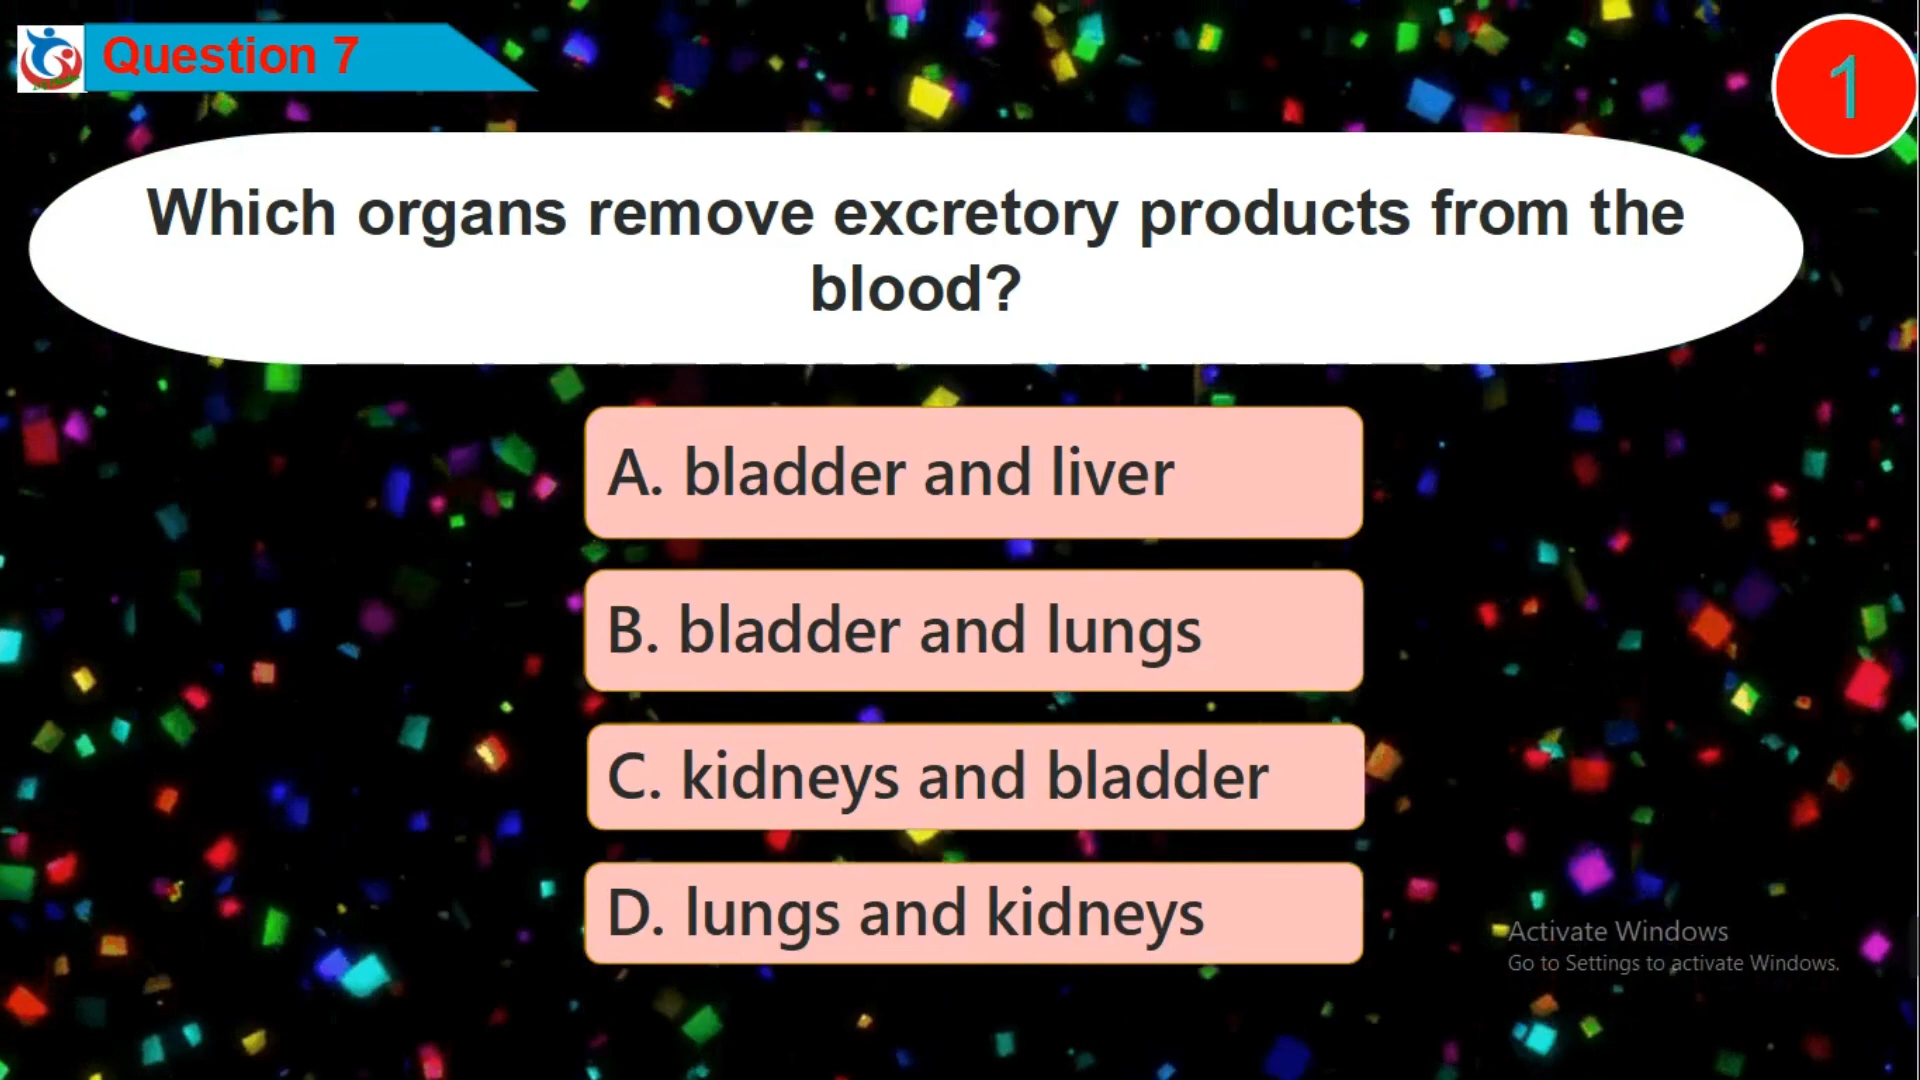 Question 7
1
Which organs remove excretory products from the
blood?
A. bladder and liver
B. bladder and lungs
C. kidneys and bladder
D. lungs and kidneys
Activate Windows
Go to Settings to activate Windows.